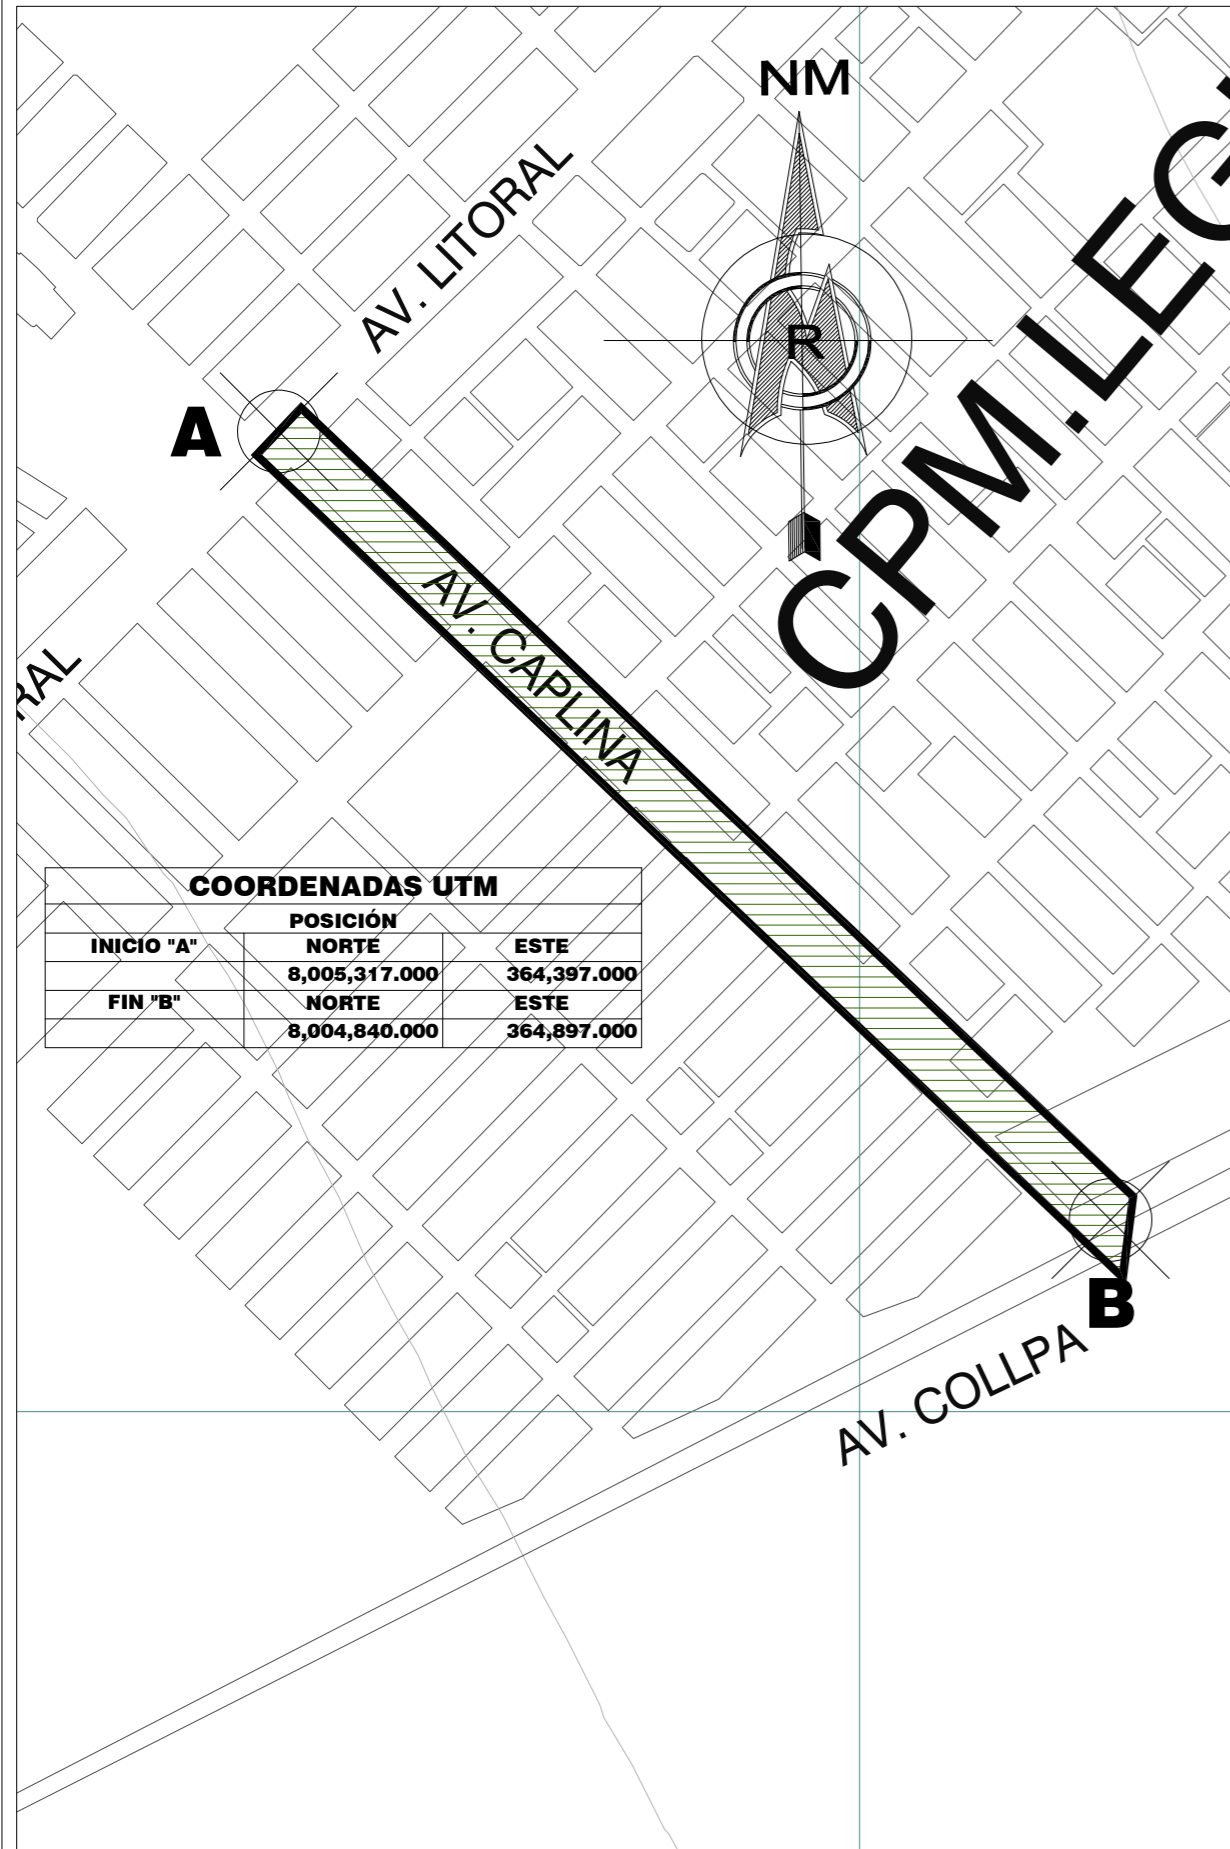 NM
AV. LITORAL
R
A
CPM.LEG
AV. CAPLINA
RAL
COORDENADAS UTM
POSICIÓN
INICIO "A" NORTE ESTE
8,005,317.000 364,397.000
FIN "B" NORTE ESTE
8,004,840.000 364,897.000
B
AV. COLLPA